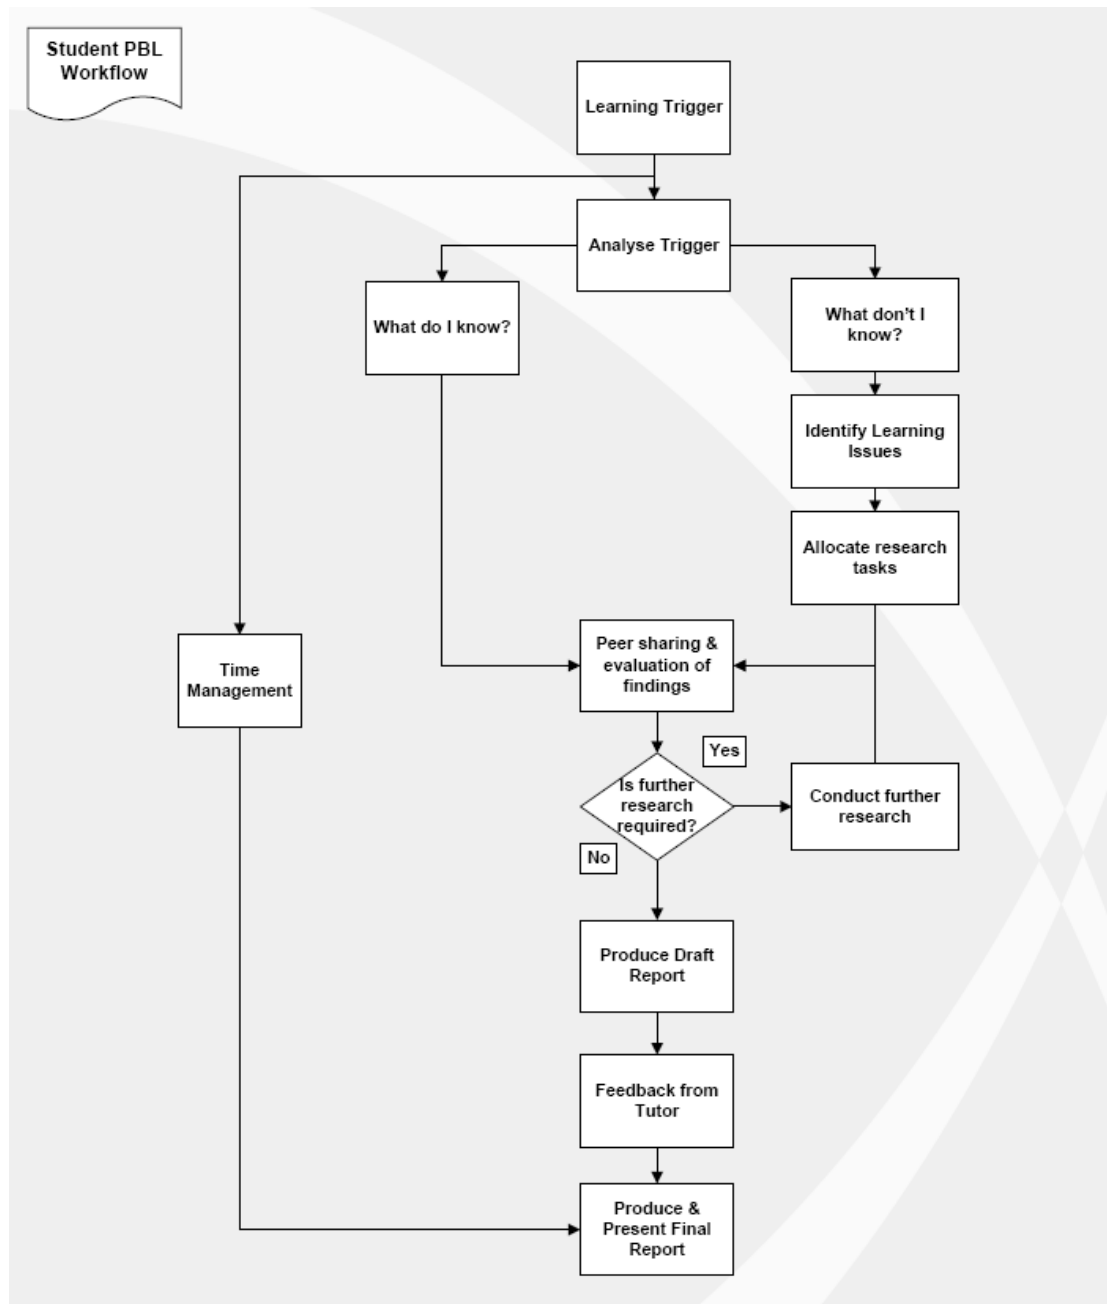 Student PBL
Workflow
Learning Trigger
Analyse Trigger
What do I know?
What don't I
know?
Identify Learning
Issues
Allocate research
tasks
Peer sharing &
evaluation of
findings
Time
Management
Yes
Is further
research
required?
Conduct further
research
No
Produce Draft
Report
Feedback from
Tutor
Produce &
Present Final
Report